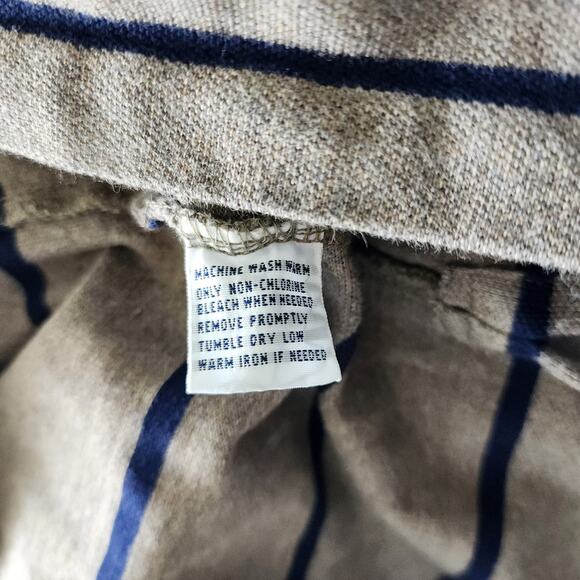 MACHINE WASH WARM
ONLY NON-CHLORINE
BLEACH WHEN NEEDED
REMOVE PROMPTLY
TUMBLE DRY LOW
WARM IRON IF NEEDED